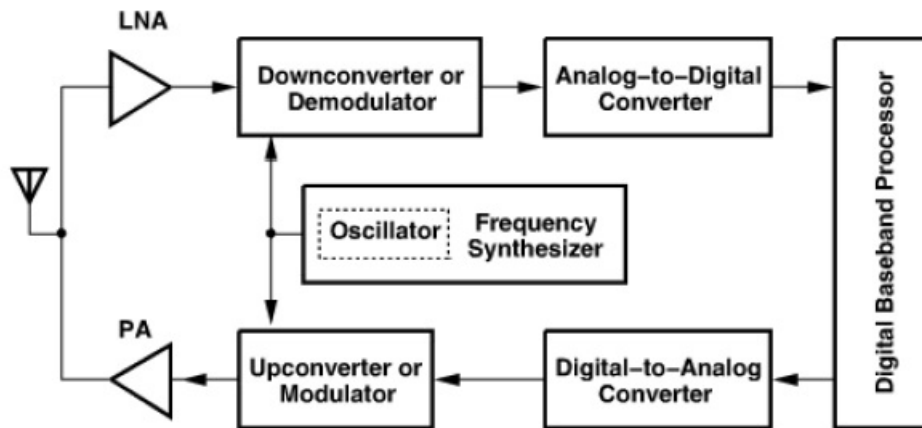 LNA
Downconverter or
Demodulator
Analog-to-Digital
Converter
Digital Baseband Processor
Oscillator
Frequency
Synthesizer
PA
Upconverter or
Modulator
Digital-to-Analog
Converter